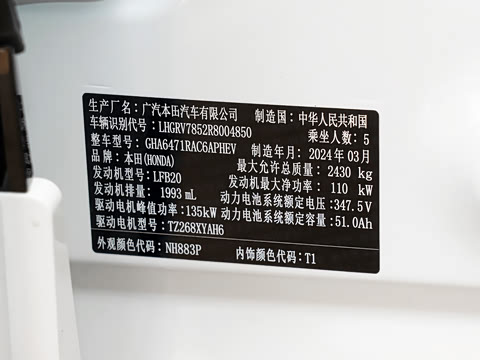 生产厂名：广汽本田汽车有限公司 制造国：中华人民共和国
车辆识别代号：LHGRV7852R8004850 乘坐人数：5
整车型号：GHA6471RAC6APHEV 制造年月：2024年03月
品牌：本田(HONDA) 最大允许总质量：2430 kg
发动机型号：LFB20 发动机最大净功率：110 kW
发动机排量：1993 mL 动力电池系统额定电压：347.5V
驱动电机峰值功率：135kW 动力电池系统额定容量：51.0Ah
驱动电机型号：TZ268XYAH6
外观颜色代码：NH883P 内饰颜色代码：T1